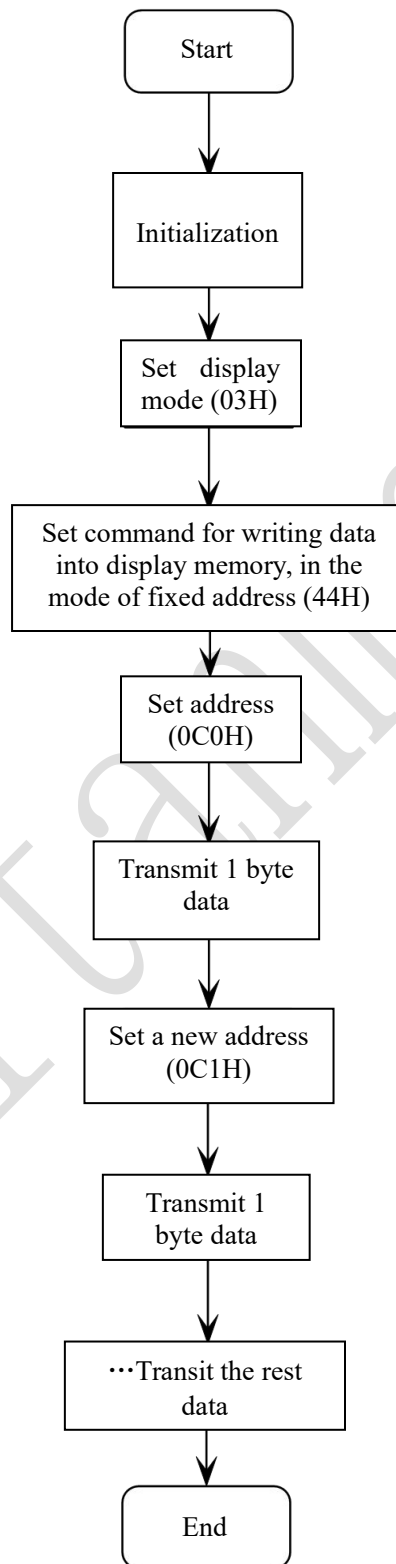 Start
Initialization
Set display
mode (03H)
Set command for writing data
into display memory, in the
mode of fixed address (44H)
Set address
(0C0H)
Transmit 1 byte
data
Set a new address
(0C1H)
Transmit 1
byte data
···Transit the rest
data
End